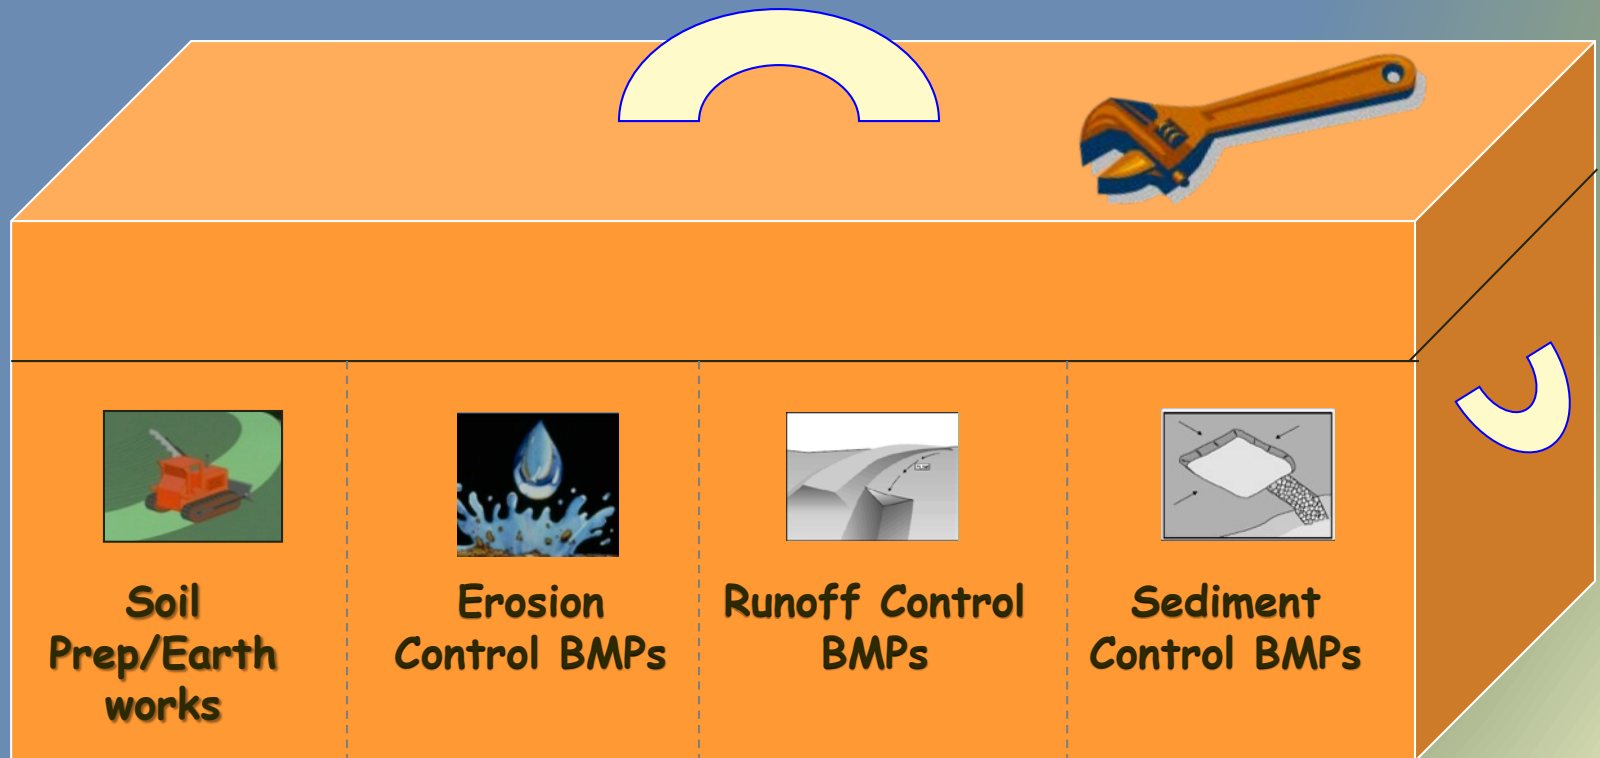 Soil
Prep/Earth
works
Erosion
Control BMPs
Runoff Control
BMPs
Sediment
Control BMPs